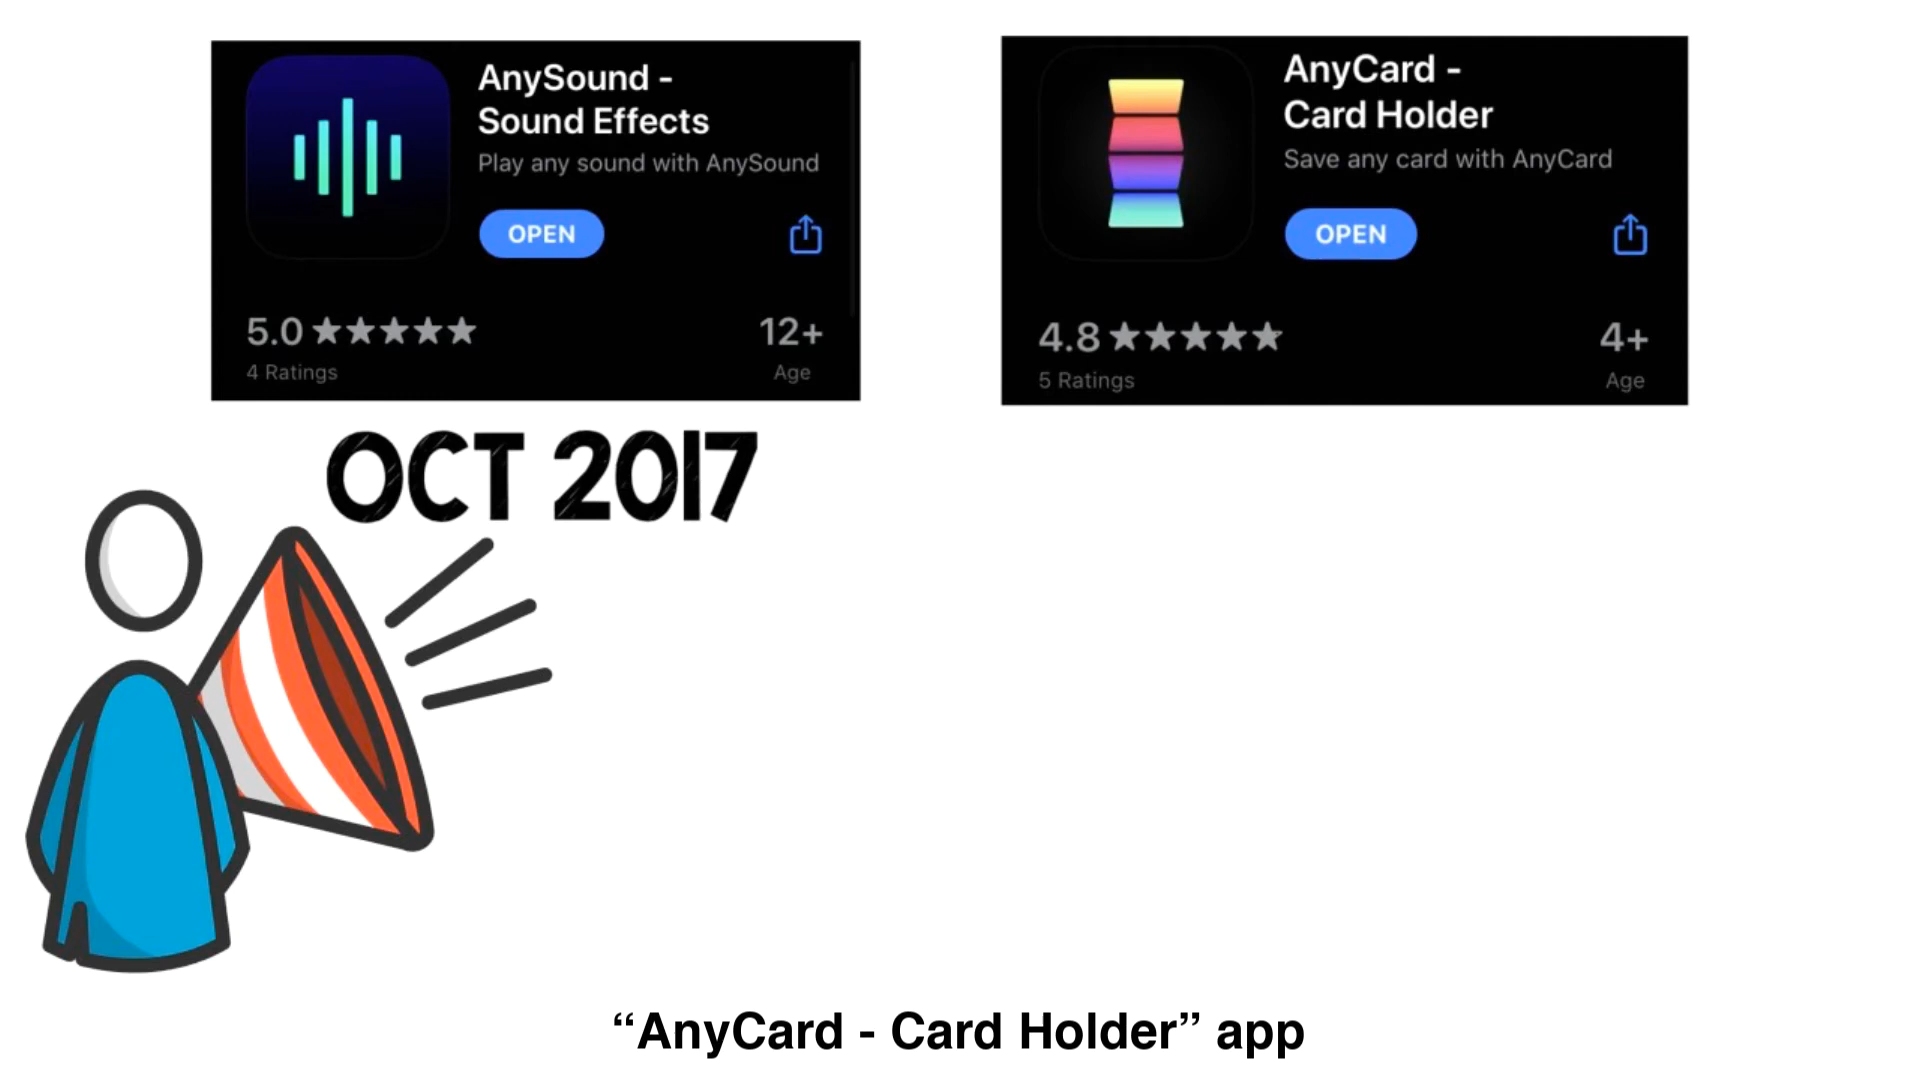 AnySound -
Sound Effects
Play any sound with AnySound
OPEN
5.0 ★★★★★
12+
4 Ratings
Age
AnyCard -
Card Holder
Save any card with AnyCard
OPEN
4.8 ★★★★★
4+
5 Ratings
Age
OCT 2017
“AnyCard - Card Holder” app